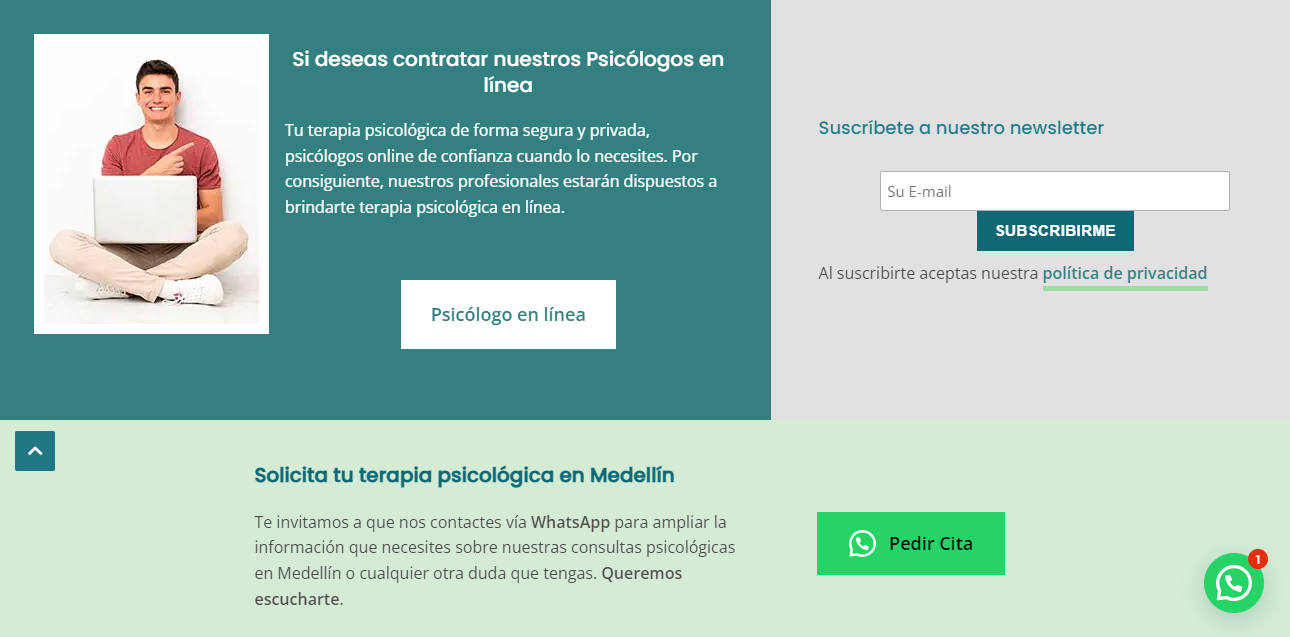 Si deseas contratar nuestros Psicólogos en
línea
Tu terapia psicológica de forma segura y privada,
psicólogos online de confianza cuando lo necesites. Por
consiguiente, nuestros profesionales estarán dispuestos a
brindarte terapia psicológica en línea.
Psicólogo en línea
Suscríbete a nuestro newsletter
Su E-mail
SUBSCRIBIRME
Al suscribirte aceptas nuestra política de privacidad
Solicita tu terapia psicológica en Medellín
Te invitamos a que nos contactes vía WhatsApp para ampliar la
información que necesites sobre nuestras consultas psicológicas
en Medellín o cualquier otra duda que tengas. Queremos
escucharte.
Pedir Cita
1